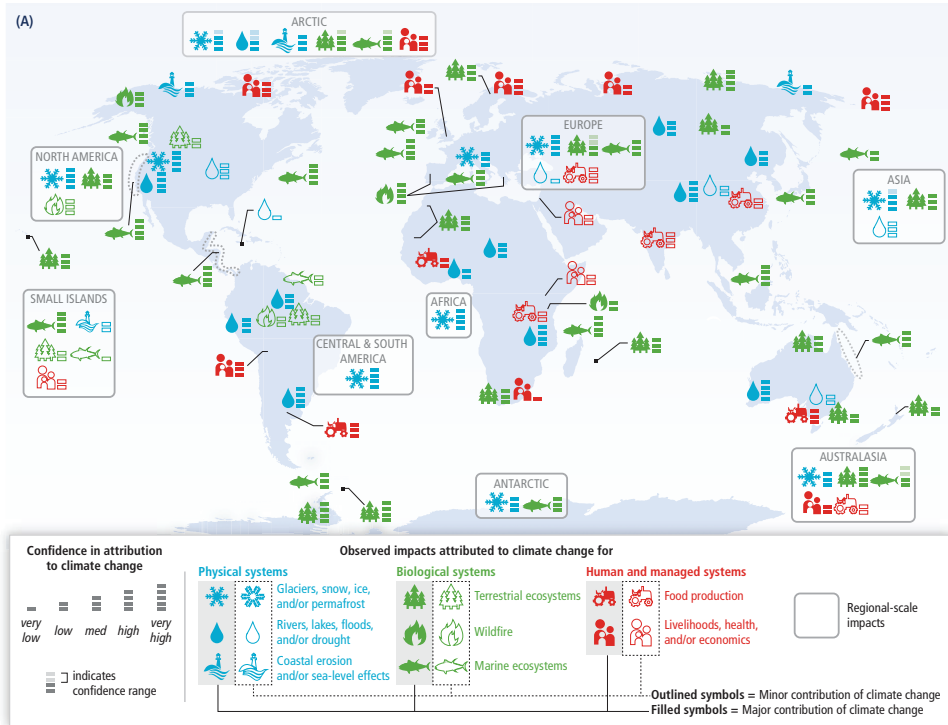 (A)
ARCTIC
NORTH AMERICA
EUROPE
ASIA
SMALL ISLANDS
AFRICA
CENTRAL & SOUTH
AMERICA
AUSTRALASIA
ANTARCTIC
Confidence in attribution
to climate change
very
low
low
med
high
very
high
indicates
confidence range
Observed impacts attributed to climate change for
Physical systems
Glaciers, snow, ice,
and/or permafrost
Rivers, lakes, floods,
and/or drought
Coastal erosion
and/or sea-level effects
Biological systems
Terrestrial ecosystems
Wildfire
Marine ecosystems
Human and managed systems
Food production
Livelihoods, health,
and/or economics
Regional-scale
impacts
Outlined symbols = Minor contribution of climate change
Filled symbols = Major contribution of climate change